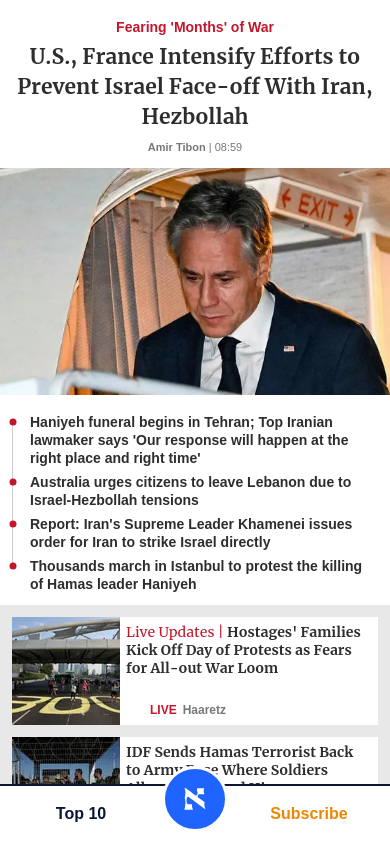 Fearing 'Months' of War
U.S., France Intensify Efforts to
Prevent Israel Face-off With Iran,
Hezbollah
Amir Tibon | 08:59
EXIT
Haniyeh funeral begins in Tehran; Top Iranian
lawmaker says 'Our response will happen at the
right place and right time'
Australia urges citizens to leave Lebanon due to
Israel-Hezbollah tensions
Report: Iran's Supreme Leader Khamenei issues
order for Iran to strike Israel directly
Thousands march in Istanbul to protest the killing
of Hamas leader Haniyeh
Live Updates | Hostages' Families
Kick Off Day of Protests as Fears
for All-out War Loom
LIVE Haaretz
IDF Sends Hamas Terrorist Back
to Army Where Soldiers
Top 10
Subscribe